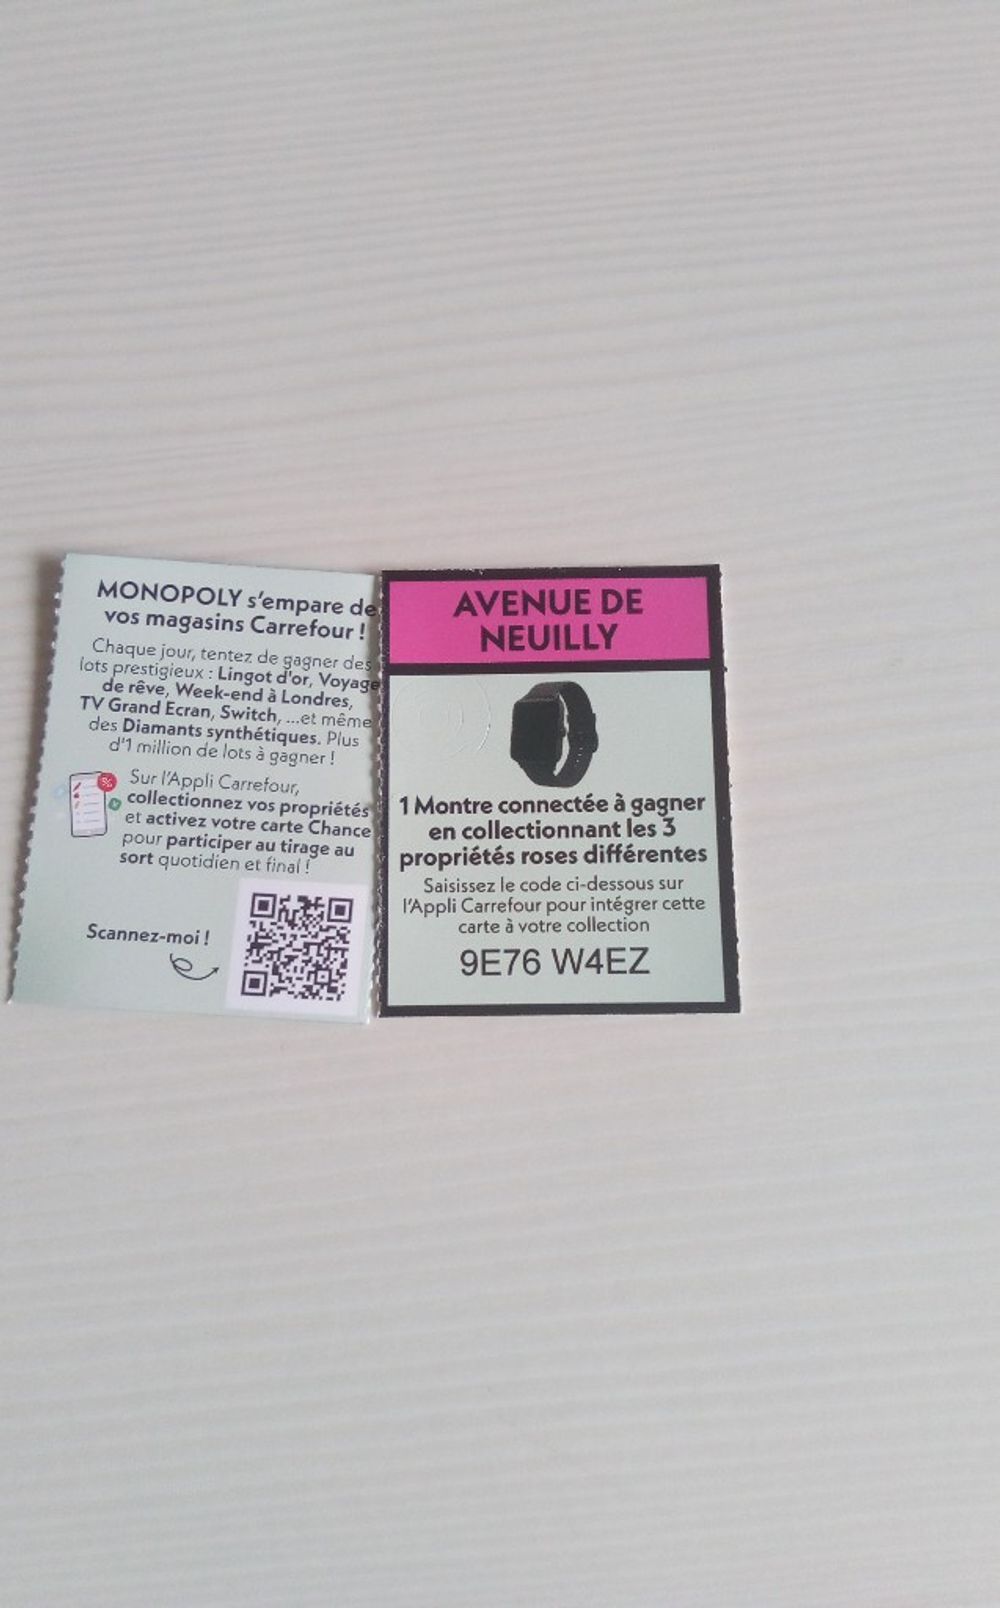 MONOPOLY s'empare de
vos magasins Carrefour !
Chaque jour, tentez de gagner des
lots prestigieux : Lingot d'or, Voyage
de rêve, Week-end à Londres,
TV Grand Ecran, Switch, ...et même
des Diamants synthétiques. Plus
d'1 million de lots à gagner !
%
Sur l'Appli Carrefour,
collectionnez vos propriétés
et activez votre carte Chance
pour participer au tirage au
sort quotidien et final !
Scannez-moi !
AVENUE DE
NEUILLY
1 Montre connectée à gagner
en collectionnant les 3
propriétés roses différentes
Saisissez le code ci-dessous sur
l'Appli Carrefour pour intégrer cette
carte à votre collection
9E76 W4EZ